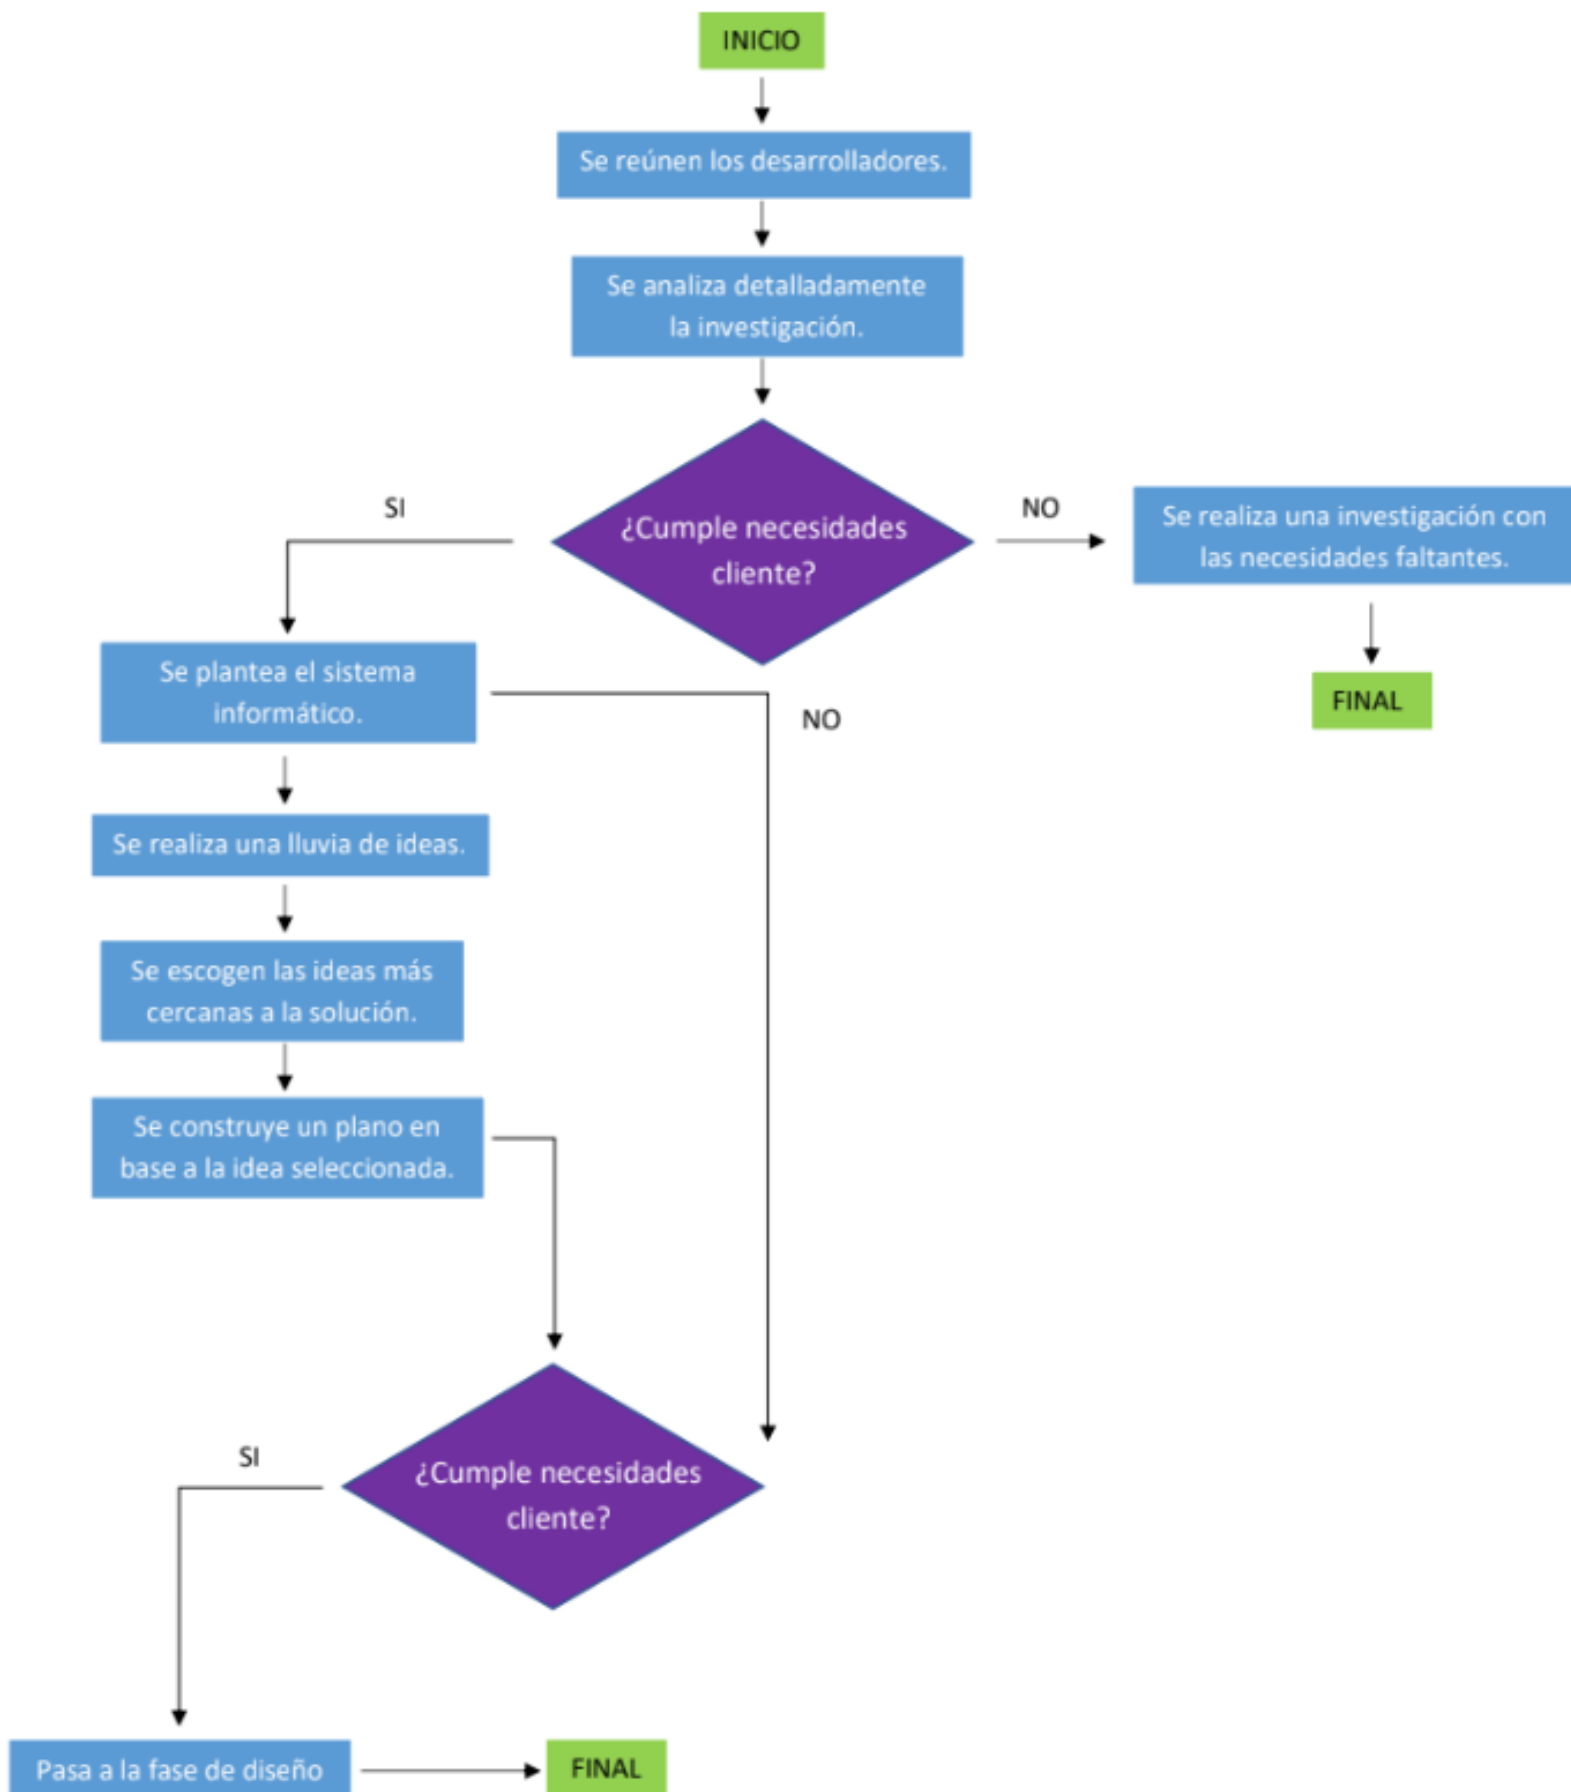 INICIO
Se reúnen los desarrolladores.
Se analiza detalladamente
la investigación.
SI
¿Cumple necesidades
cliente?
NO
Se realiza una investigación con
las necesidades faltantes.
FINAL
Se plantea el sistema
informático.
NO
Se realiza una lluvia de ideas.
Se escogen las ideas más
cercanas a la solución.
Se construye un plano en
base a la idea seleccionada.
SI
¿Cumple necesidades
cliente?
Pasa a la fase de diseño
FINAL